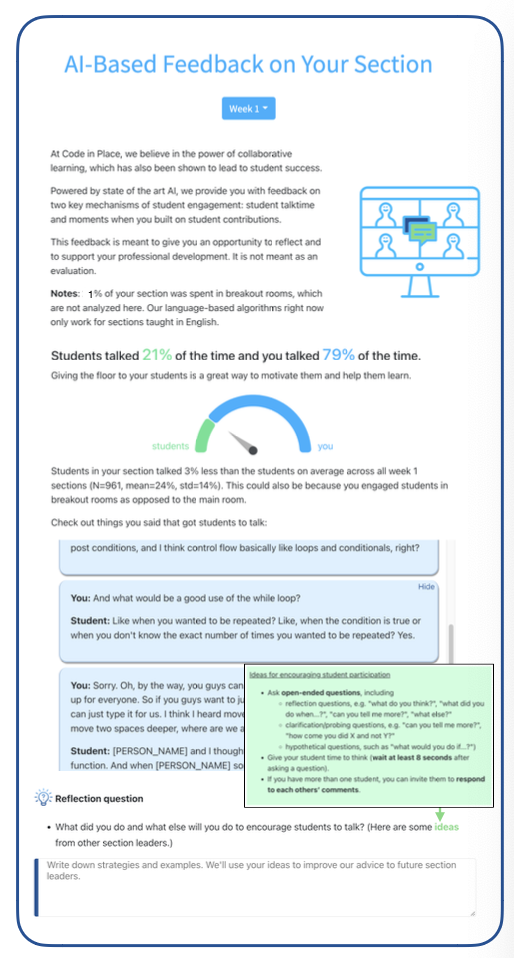 AI-Based Feedback on Your Section
Week 1
At Code in Place, we believe in the power of collaborative
learning, which has also been shown to lead to student success.
Powered by state of the art AI, we provide you with feedback on
two key mechanisms of student engagement: student talktime
and moments when you built on student contributions.
This feedback is meant to give you an opportunity to reflect and
to support your professional development. It is not meant as an
evaluation.
Notes: 1% of your section was spent in breakout rooms, which
are not analyzed here. Our language-based algorithms right now
only work for sections taught in English.
Students talked 21% of the time and you talked 79% of the time.
Giving the floor to your students is a great way to motivate them and help them learn.
students
you
Students in your section talked 3% less than the students on average across all week 1
sections (N=961, mean=24%, std=14%). This could also be because you engaged students in
breakout rooms as opposed to the main room.
Check out things you said that got students to talk:
post conditions, and I think control flow basically like loops and conditionals, right?
Hide
You: And what would be a good use of the while loop?
Student: Like when you wanted to be repeated? Like, when the condition is true or
when you don't know the exact number of times you wanted to be repeated? Yes.
You: Sorry. Oh, by the way, you guys can
up for everyone. So if you guys want to ju
can just type it for us. I think I heard move
move two spaces deeper, where are we a
Student: [PERSON_NAME] and I though
function. And when [PERSON_NAME] so
Ideas for encouraging student participation
• Ask open-ended questions, including
○ reflection questions, e.g. "what do you think?", "what did you
do when...?", "can you tell me more?", "what else?"
○ clarification/probing questions, e.g. "can you tell me more?",
"how come you did X and not Y?"
○ hypothetical questions, such as "what would you do if...?")
• Give your student time to think (wait at least 8 seconds after
asking a question).
• If you have more than one student, you can invite them to respond
to each others' comments.
Reflection question
• What did you do and what else will you do to encourage students to talk? (Here are some ideas
from other section leaders.)
Write down strategies and examples. We'll use your ideas to improve our advice to future section
leaders.